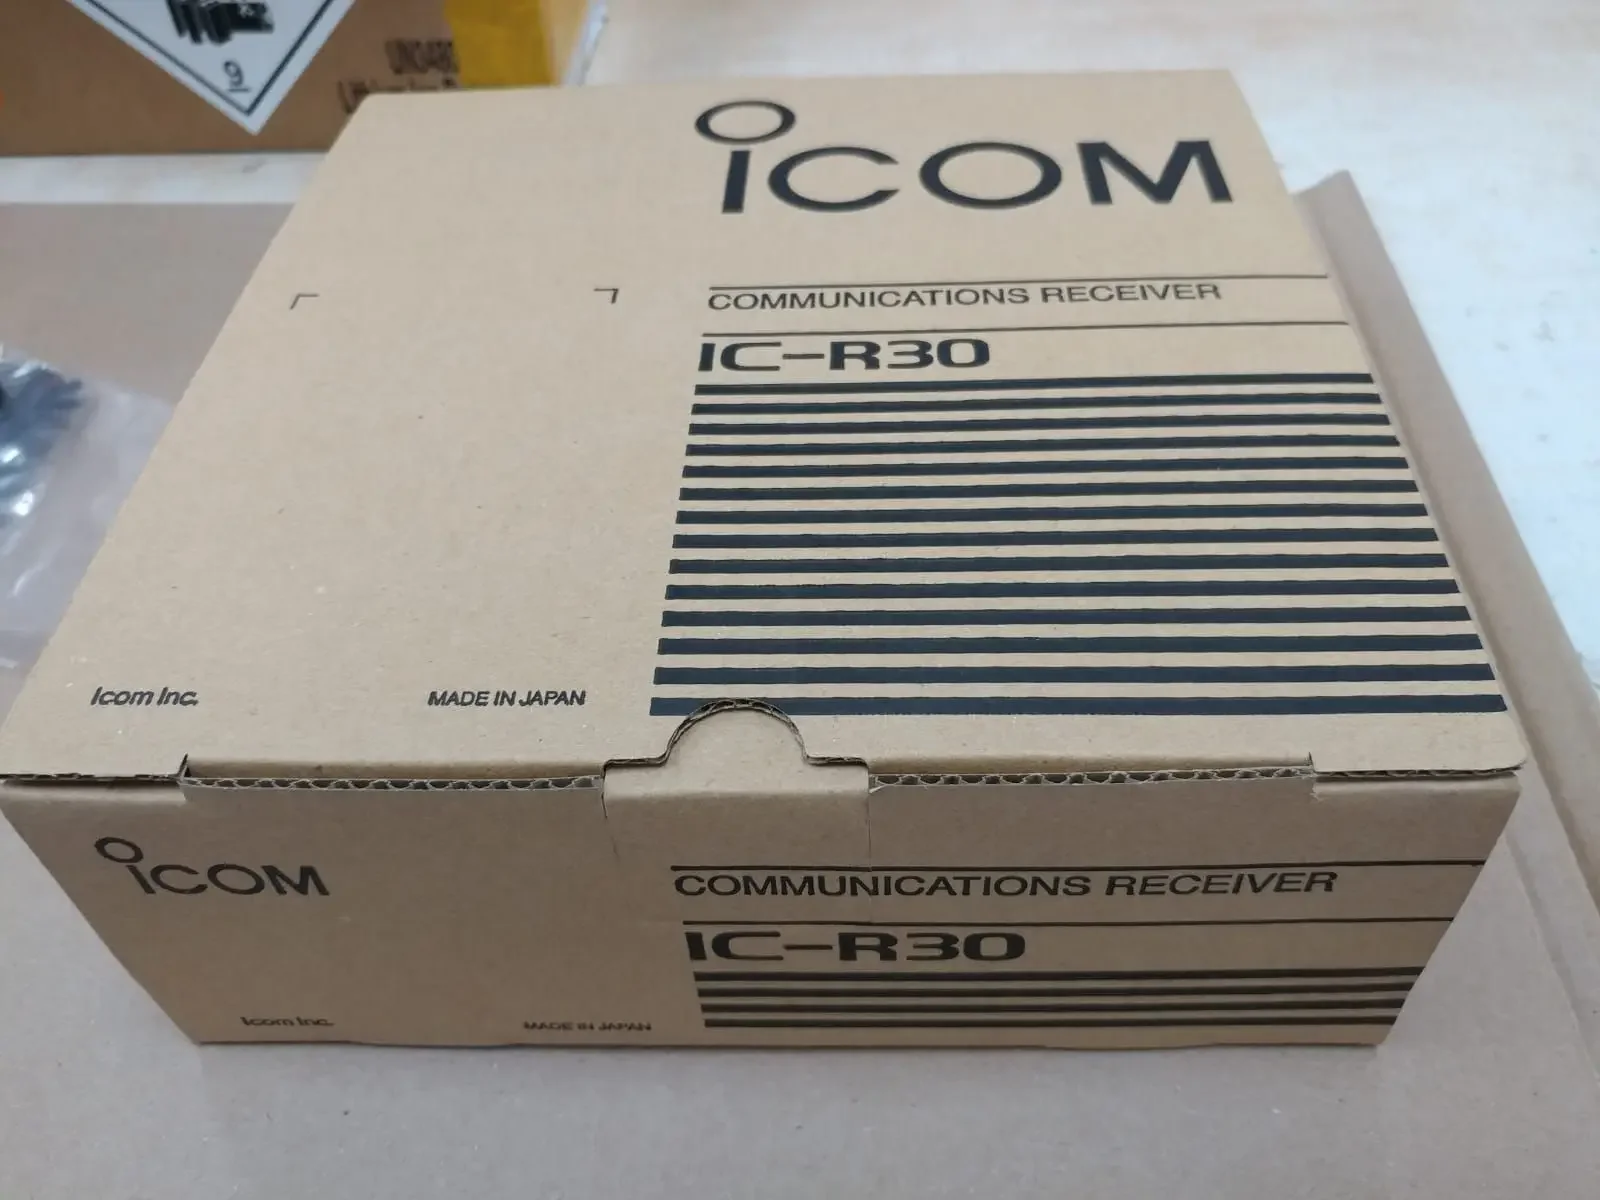 9
ICOM
COMMUNICATIONS RECEIVER
IC-R30
Icom Inc.
MADE IN JAPAN
ICOM
COMMUNICATIONS RECEIVER
IC-R30
Icom Inc.
MADE IN JAPAN